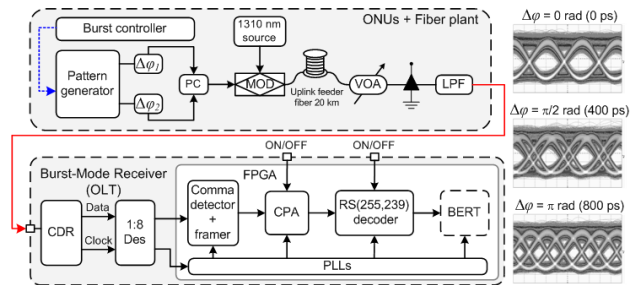 ONUs + Fiber plant
Burst controller
Pattern
generator
Δφ1
Δφ2
PC
1310 nm
source
MOD
Uplink feeder
fiber 20 km
VOA
LPF
Burst-Mode Receiver
(OLT)
CDR
Data
Clock
1:8
Des
FPGA
ON/OFF
ON/OFF
Comma
detector
+
framer
CPA
RS(255,239)
decoder
BERT
PLLs
Δφ = 0 rad (0 ps)
Δφ = π/2 rad (400 ps)
Δφ = π rad (800 ps)